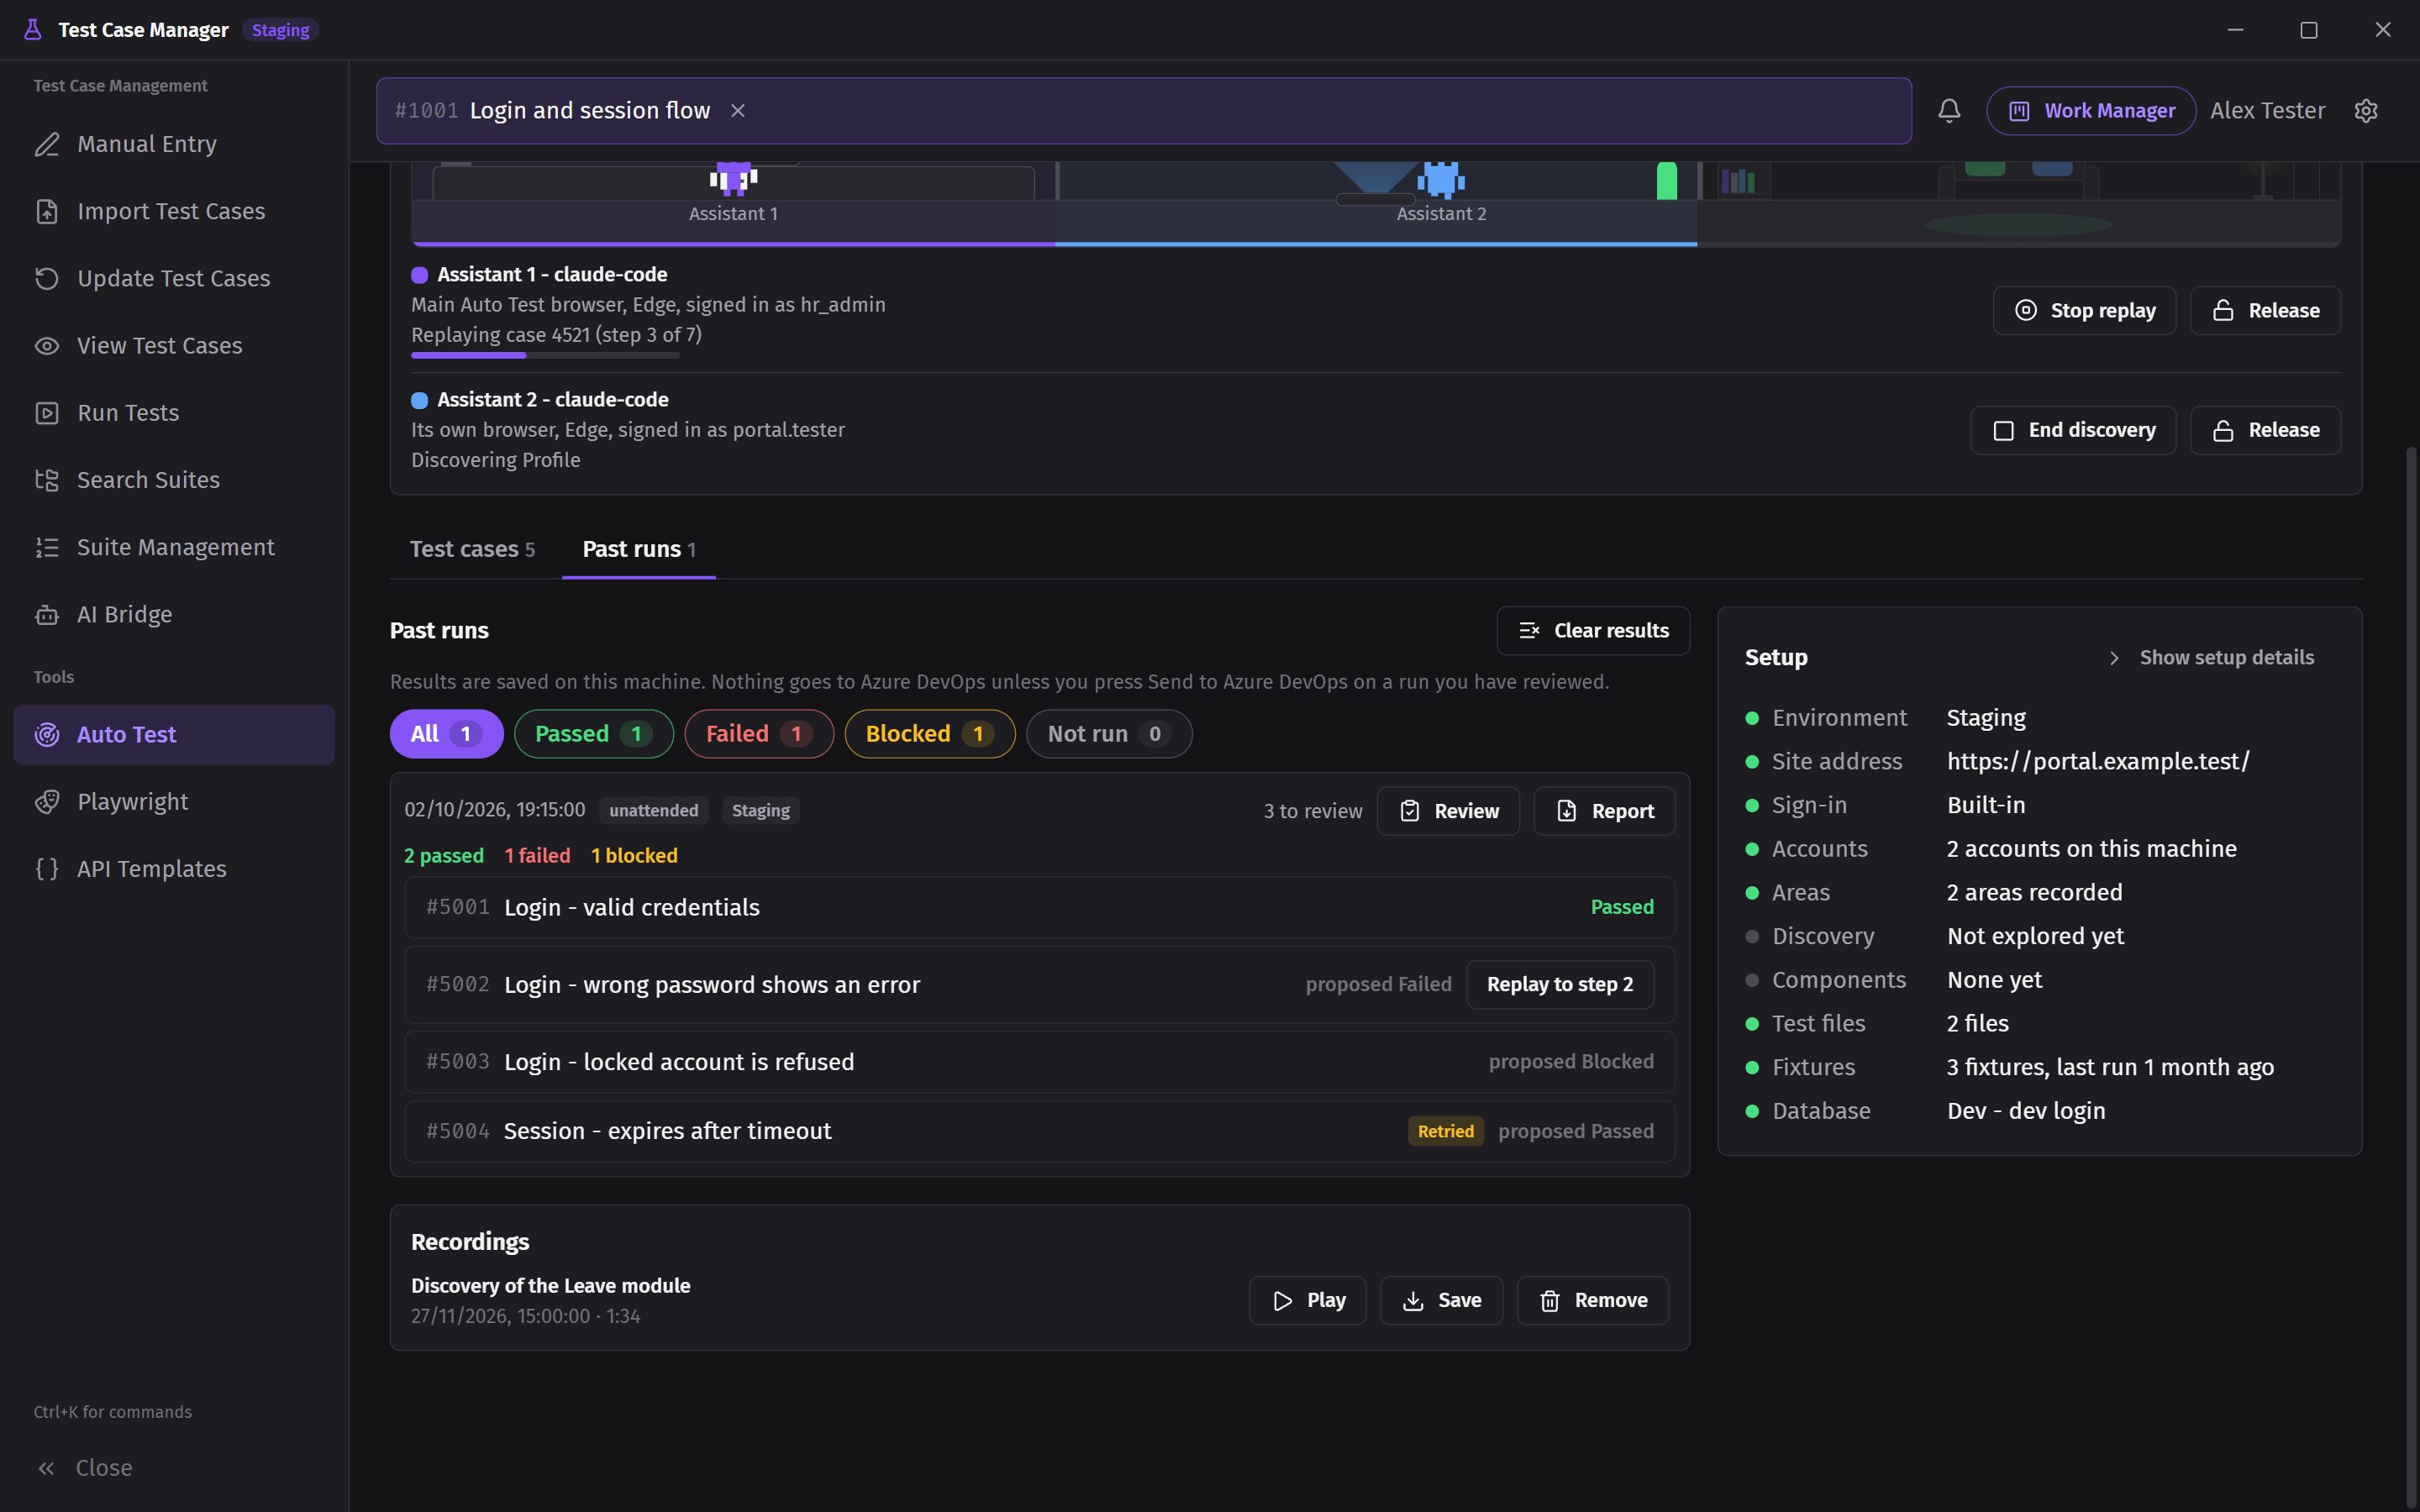 Test Case Manager Staging
Test Case Management
Manual Entry
Import Test Cases
Update Test Cases
View Test Cases
Run Tests
Search Suites
Suite Management
AI Bridge
Tools
Auto Test
Playwright
API Templates
Ctrl+K for commands
Close
#1001 Login and session flow
Work Manager
Alex Tester
Assistant 1
Assistant 2
Assistant 1 - claude-code
Main Auto Test browser, Edge, signed in as hr_admin
Replaying case 4521 (step 3 of 7)
Stop replay
Release
Assistant 2 - claude-code
Its own browser, Edge, signed in as portal.tester
Discovering Profile
End discovery
Release
Test cases 5
Past runs 1
Past runs
Clear results
Results are saved on this machine. Nothing goes to Azure DevOps unless you press Send to Azure DevOps on a run you have reviewed.
All 1
Passed 1
Failed 1
Blocked 1
Not run 0
02/10/2026, 19:15:00 unattended Staging
3 to review
Review
Report
2 passed 1 failed 1 blocked
#5001 Login - valid credentials Passed
#5002 Login - wrong password shows an error proposed Failed Replay to step 2
#5003 Login - locked account is refused proposed Blocked
#5004 Session - expires after timeout Retried proposed Passed
Recordings
Discovery of the Leave module
27/11/2026, 15:00:00 · 1:34
Play
Save
Remove
Setup
Show setup details
Environment Staging
Site address https://portal.example.test/
Sign-in Built-in
Accounts 2 accounts on this machine
Areas 2 areas recorded
Discovery Not explored yet
Components None yet
Test files 2 files
Fixtures 3 fixtures, last run 1 month ago
Database Dev - dev login